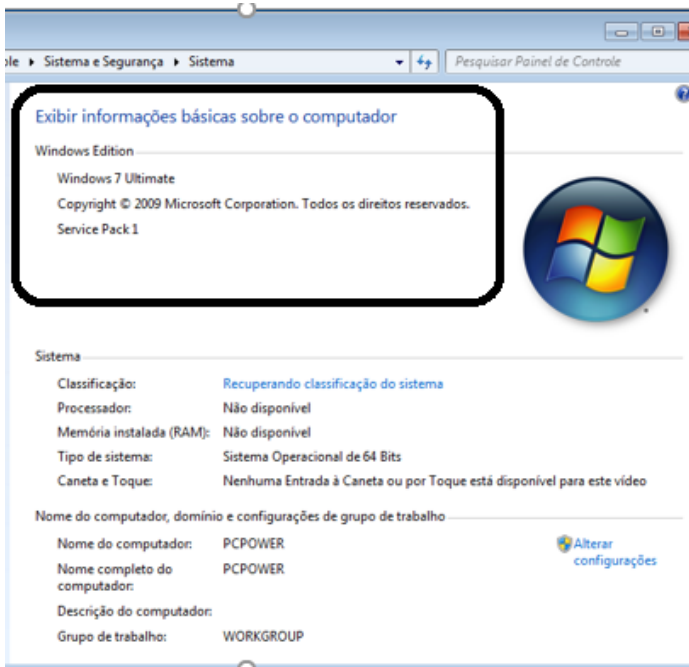 Sistema e Segurança ▸ Sistema
Pesquisar Painel de Controle
Exibir informações básicas sobre o computador
Windows Edition
Windows 7 Ultimate
Copyright © 2009 Microsoft Corporation. Todos os direitos reservados.
Service Pack 1
Sistema
Classificação: Recuperando classificação do sistema
Processador: Não disponível
Memória instalada (RAM): Não disponível
Tipo de sistema: Sistema Operacional de 64 Bits
Caneta e Toque: Nenhuma Entrada à Caneta ou por Toque está disponível para este vídeo
Nome do computador, domínio e configurações de grupo de trabalho
Nome do computador: PCPOWER
Alterar
configurações
Nome completo do
computador:
PCPOWER
Descrição do computador:
Grupo de trabalho: WORKGROUP